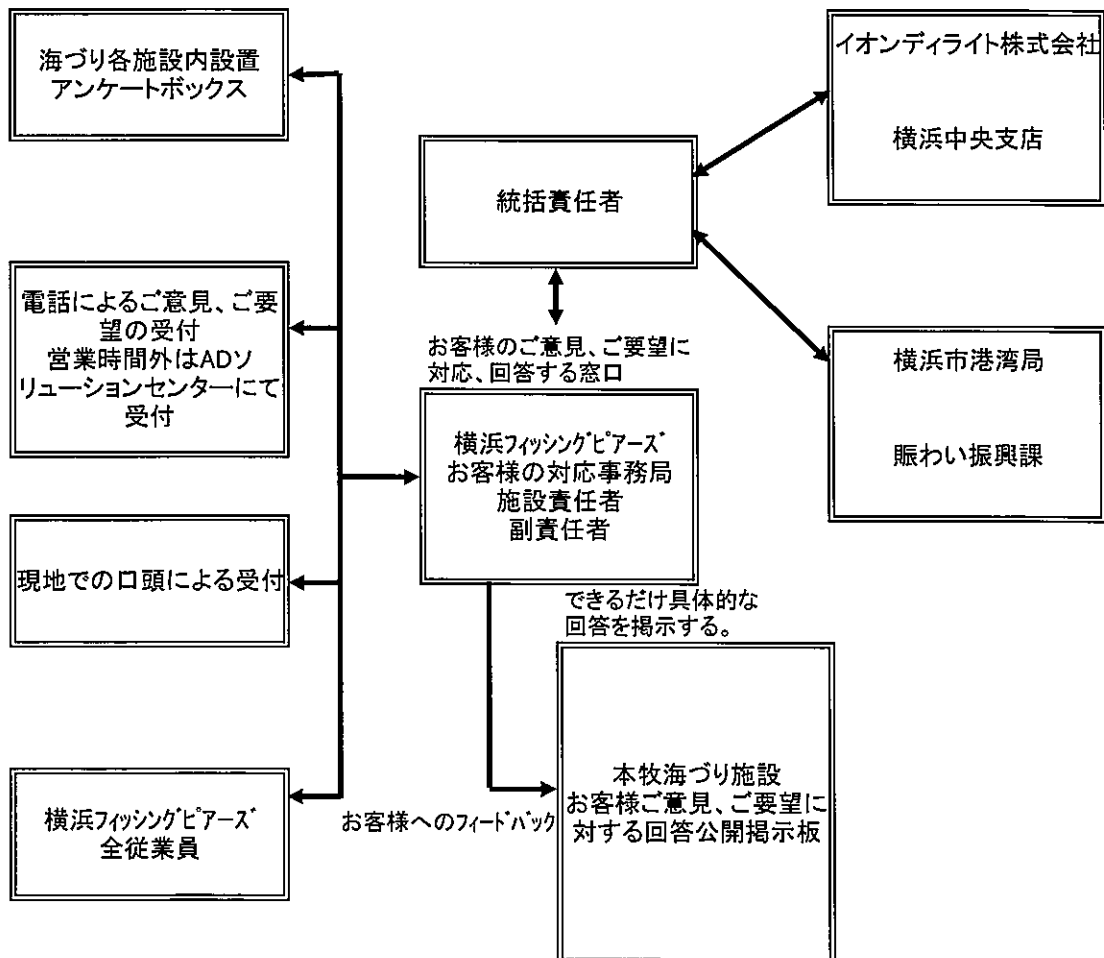 海づり各施設内設置
アンケートボックス
電話によるご意見、ご要
望の受付
営業時間外はADソ
リューションセンターにて
受付
現地での口頭による受付
横浜フィッシングピアーズ
全従業員
統括責任者
お客様のご意見、ご要望に
対応、回答する窓口
横浜フィッシングピアーズ
お客様の対応事務局
施設責任者
副責任者
できるだけ具体的な
回答を掲示する。
お客様へのフィードバック
本牧海づり施設
お客様ご意見、ご要望に
対する回答公開掲示板
イオンディライト株式会社
横浜中央支店
横浜市港湾局
賑わい振興課